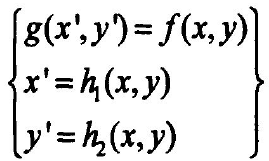 g(x',y') = f(x,y)
x' = h₁(x,y)
y' = h₂(x,y)